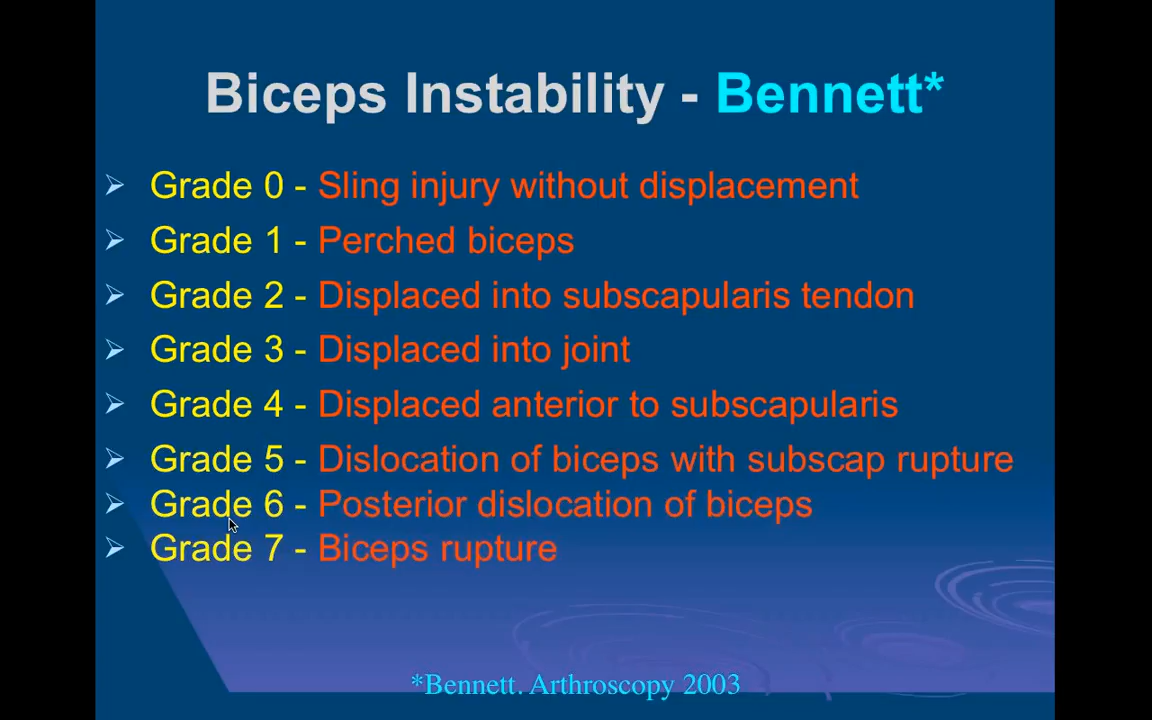 Biceps Instability - Bennett*
Grade 0 - Sling injury without displacement
Grade 1 - Perched biceps
Grade 2 - Displaced into subscapularis tendon
Grade 3 - Displaced into joint
Grade 4 - Displaced anterior to subscapularis
Grade 5 - Dislocation of biceps with subscap rupture
Grade 6 - Posterior dislocation of biceps
Grade 7 - Biceps rupture
*Bennett. Arthroscopy 2003